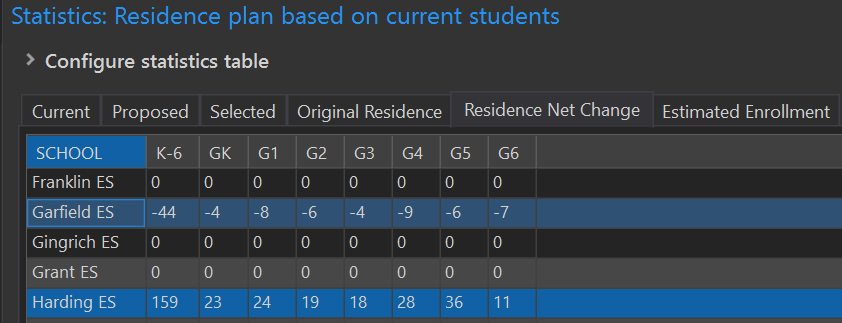 Statistics: Residence plan based on current students
Configure statistics table
Current Proposed Selected Original Residence Residence Net Change Estimated Enrollment
SCHOOL K-6 GK G1 G2 G3 G4 G5 G6
Franklin ES 0 0 0 0 0 0 0 0
Garfield ES -44 -4 -8 -6 -4 -9 -6 -7
Gingrich ES 0 0 0 0 0 0 0 0
Grant ES 0 0 0 0 0 0 0 0
Harding ES 159 23 24 19 18 28 36 11